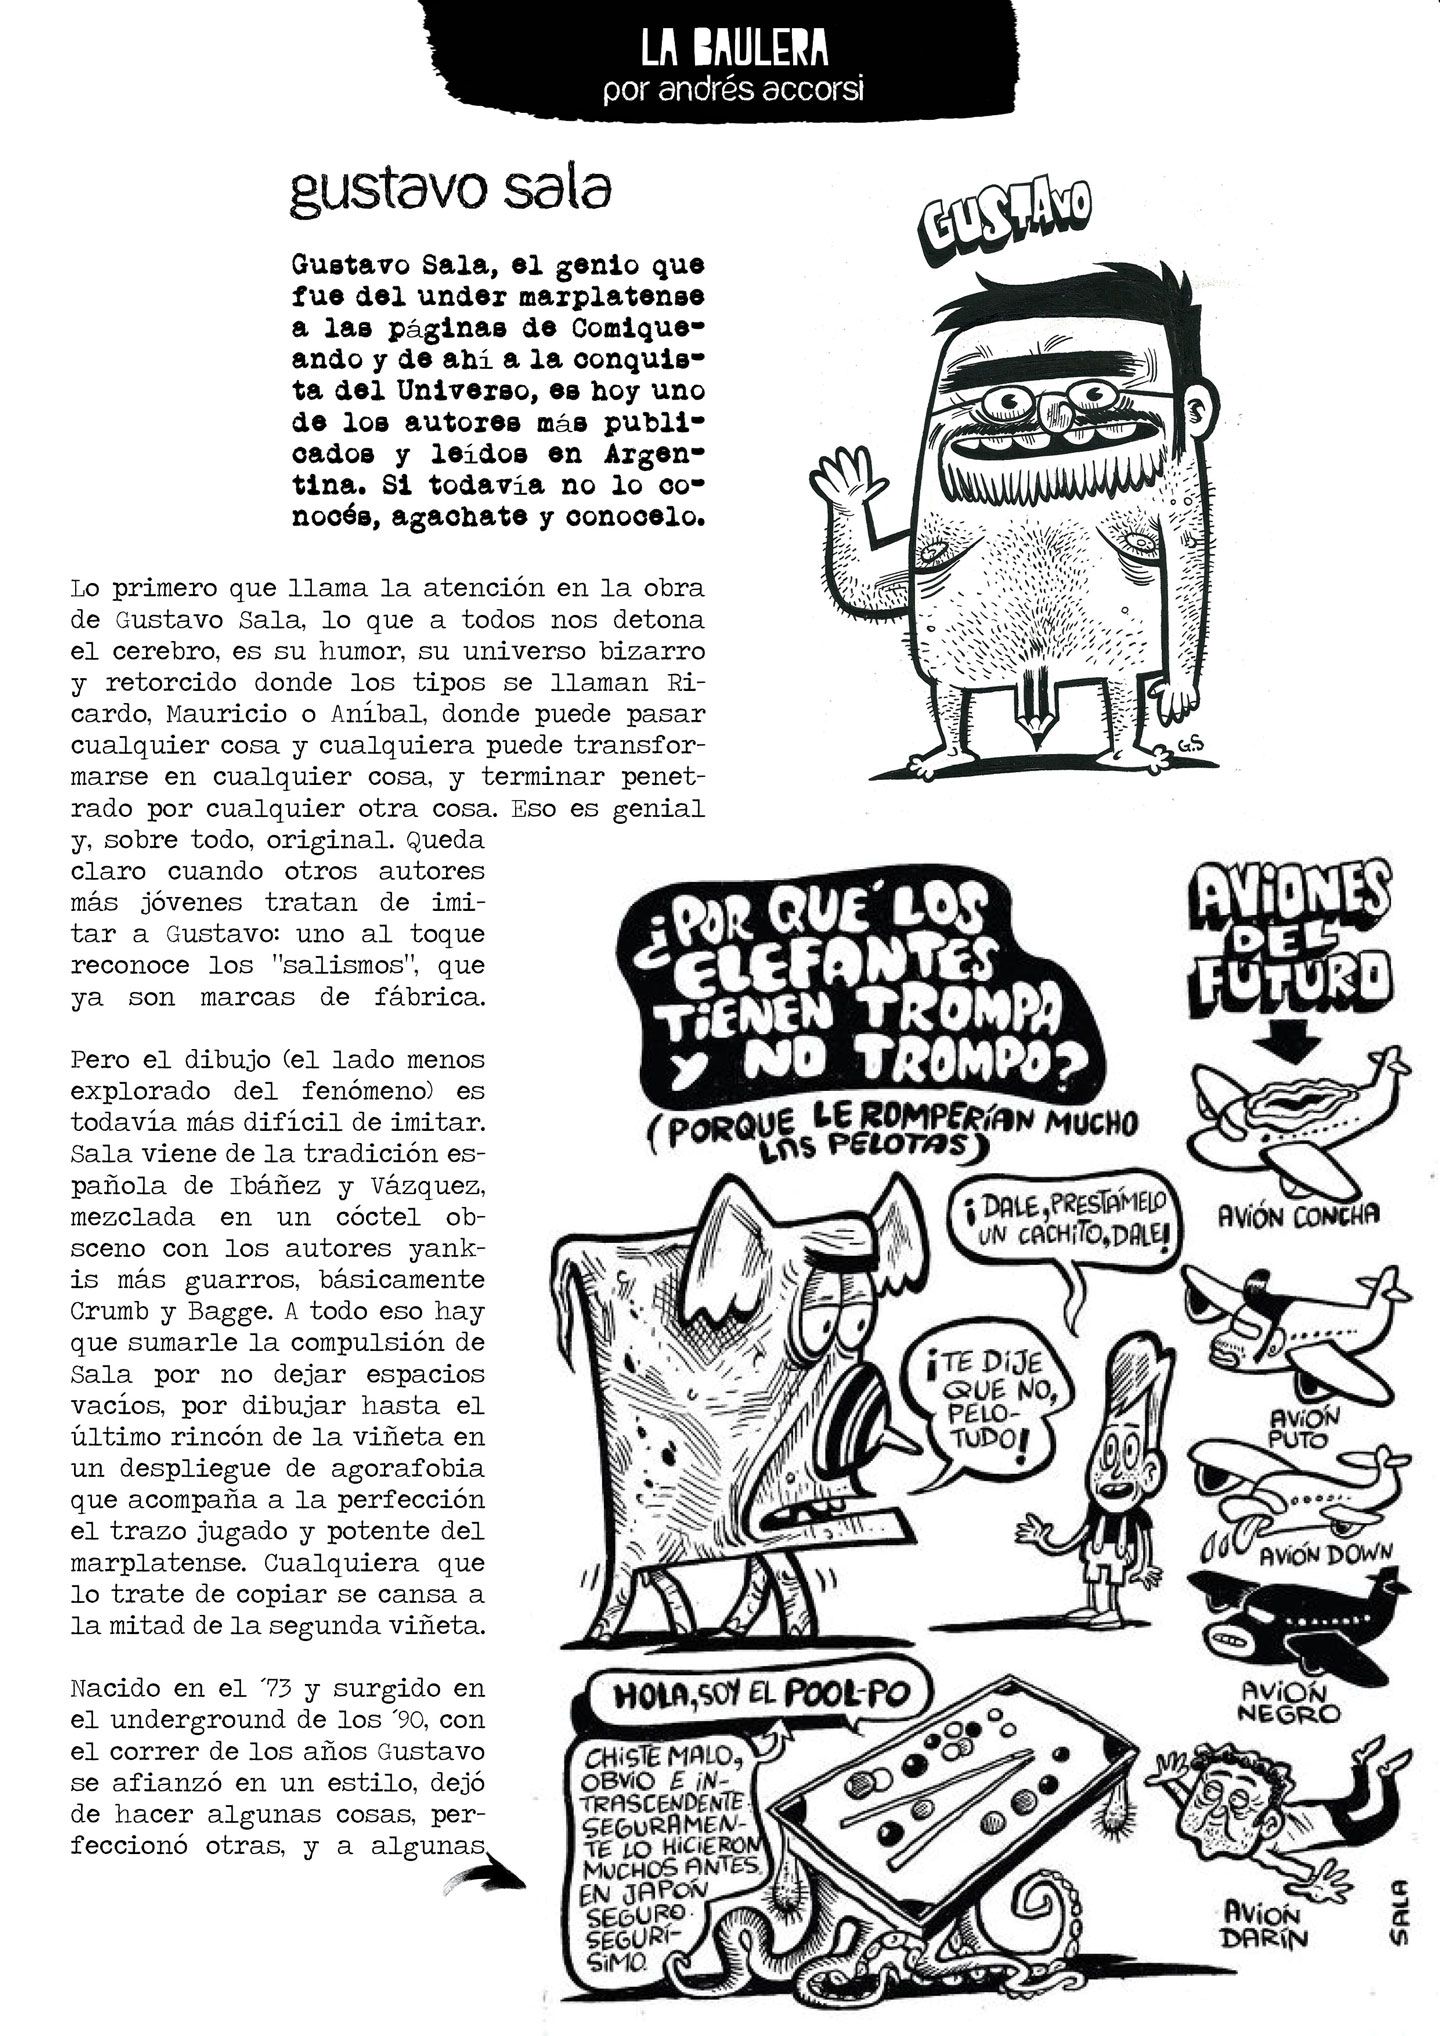 LA BAULERA
por andrés accorsi
gustavo sala
Gustavo Sala, el genio que
fue del under marplatense
a las páginas de Comique-
ando y de ahí a la conquis-
ta del Universo, es hoy uno
de los autores más publi-
cados y leídos en Argen-
tina. Si todavía no lo co-
nocés, agachate y conocelo.
Lo primero que llama la atención en la obra
de Gustavo Sala, lo que a todos nos detona
el cerebro, es su humor, su universo bizarro
y retorcido donde los tipos se llaman Ri-
cardo, Mauricio o Aníbal, donde puede pasar
cualquier cosa y cualquiera puede transfor-
marse en cualquier cosa, y terminar penet-
rado por cualquier otra cosa. Eso es genial
y, sobre todo, original. Queda
claro cuando otros autores
más jóvenes tratan de imi-
tar a Gustavo: uno al toque
reconoce los "salismos", que
ya son marcas de fábrica.
Pero el dibujo (el lado menos
explorado del fenómeno) es
todavía más difícil de imitar.
Sala viene de la tradición es-
pañola de Ibáñez y Vázquez,
mezclada en un cóctel ob-
sceno con los autores yank-
is más guarros, básicamente
Crumb y Bagge. A todo eso hay
que sumarle la compulsión de
Sala por no dejar espacios
vacíos, por dibujar hasta el
último rincón de la viñeta en
un despliegue de agorafobia
que acompaña a la perfección
el trazo jugado y potente del
marplatense. Cualquiera que
lo trate de copiar se cansa a
la mitad de la segunda viñeta.
Nacido en el ´73 y surgido en
el underground de los ´90, con
el correr de los años Gustavo
se afianzó en un estilo, dejó
de hacer algunas cosas, per-
feccionó otras, y a algunas
GUSTAVO
G.S
¿POR QUÉ LOS
ELEFANTES
TIENEN TROMPA
Y NO TROMPO?
(PORQUE LE ROMPERÍAN MUCHO
LAS PELOTAS)
¡DALE, PRESTÁMELO
UN CACHITO, DALE!
¡TE DIJE
QUE NO,
PELO-
TUDO!
HOLA, SOY EL POOL-PO
CHISTE MALO,
OBVIO E IN-
TRASCENDENTE.
SEGURAMEN-
TE LO HICIERON
MUCHOS ANTES.
EN JAPÓN
SEGURO.
SEGURÍ-
SIMO.
AVIONES
DEL
FUTURO
AVIÓN CONCHA
AVIÓN
PUTO
AVIÓN DOWN
AVIÓN
NEGRO
AVIÓN
DARÍN
SALA